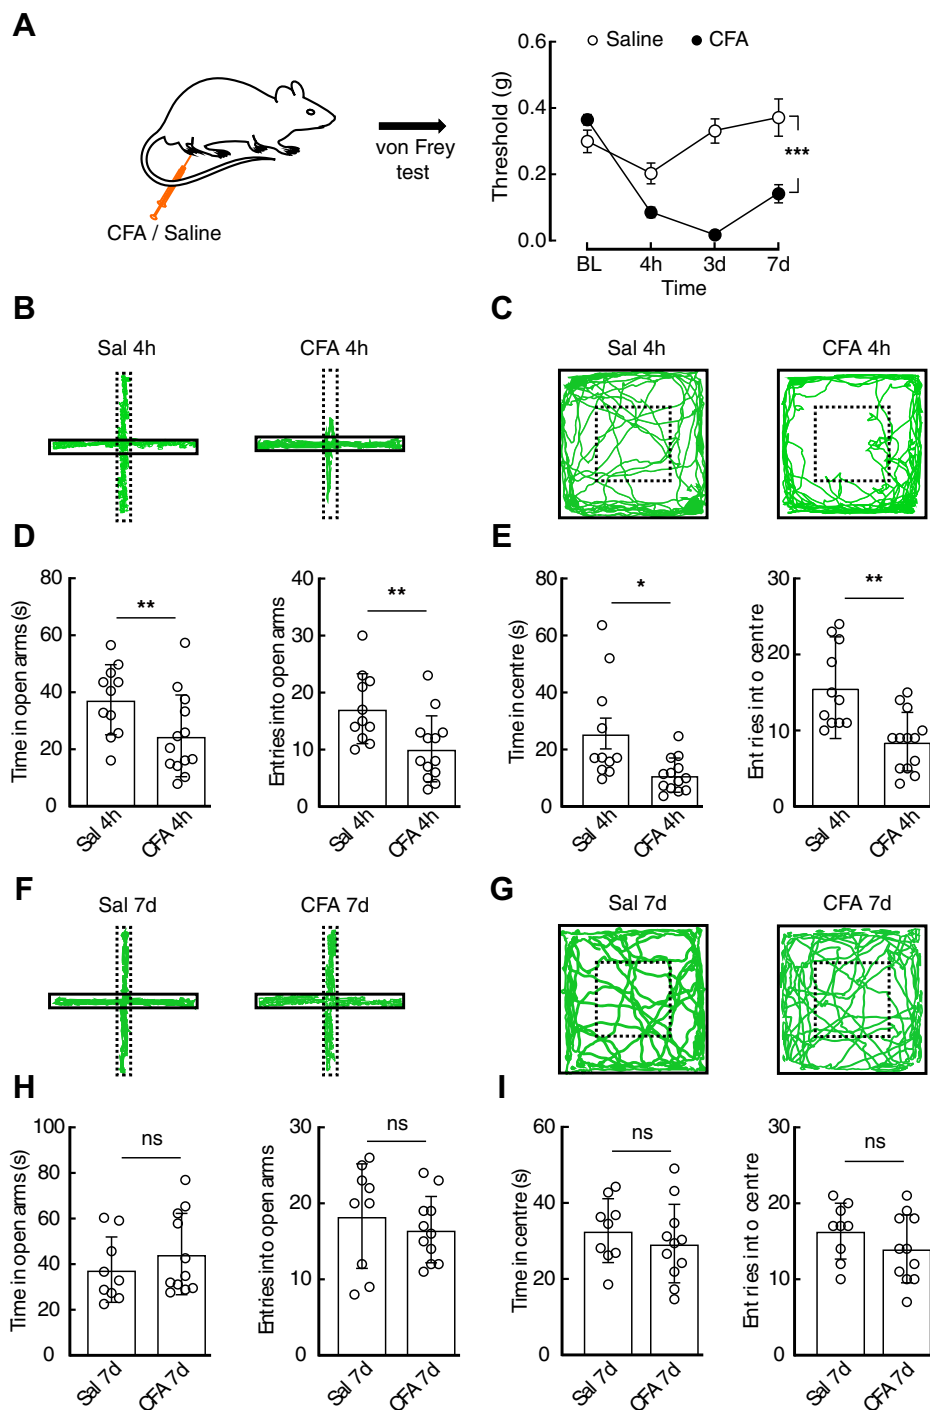 A
CFA / Saline
von Frey
test
Saline
CFA
Threshold (g)
0.6
0.4
0.2
0.0
***
BL
4h
3d
7d
Time
B
Sal 4h
CFA 4h
C
Sal 4h
CFA 4h
D
Time in open arms (s)
80
60
40
20
0
**
Sal 4h
CFA 4h
Entries into open arms
40
30
20
10
0
**
Sal 4h
CFA 4h
E
Time in centre (s)
80
60
40
20
0
*
Sal 4h
CFA 4h
Entries into centre
30
20
10
0
**
Sal 4h
CFA 4h
F
Sal 7d
CFA 7d
G
Sal 7d
CFA 7d
H
Time in open arms (s)
100
80
60
40
20
0
ns
Sal 7d
CFA 7d
Entries into open arms
30
20
10
0
ns
Sal 7d
CFA 7d
I
Time in centre (s)
60
40
20
0
ns
Sal 7d
CFA 7d
Entries into centre
30
20
10
0
ns
Sal 7d
CFA 7d